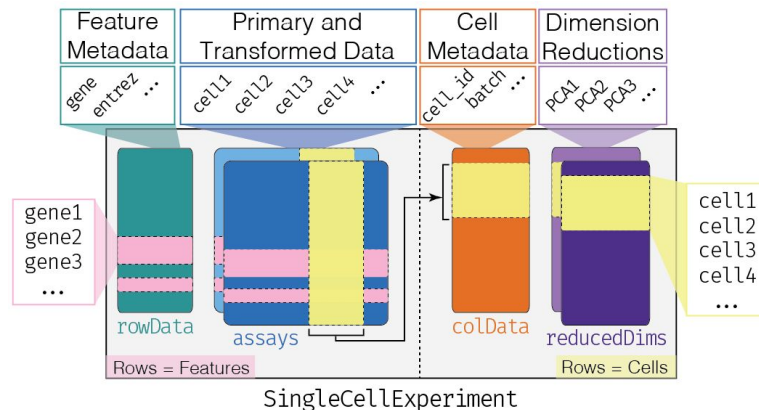 Feature
Metadata
Primary and
Transformed Data
Cell
Metadata
Dimension
Reductions
gene
entrez
...
cell1
cell2
cell3
cell4
...
cell_id
batch
...
PCA1
PCA2
PCA3
...
gene1
gene2
gene3
...
cell1
cell2
cell3
cell4
...
rowData
assays
colData
reducedDims
Rows = Features
Rows = Cells
SingleCellExperiment